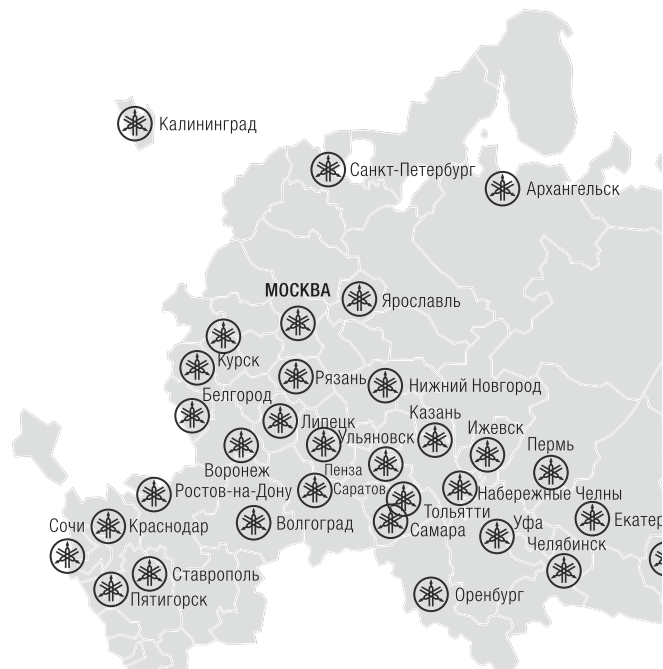 Калининград
Санкт-Петербург
Архангельск
МОСКВА
Ярославль
Курск
Рязань
Нижний Новгород
Белгород
Казань
Липецк
Ижевск
Ульяновск
Пермь
Воронеж
Пенза
Ростов-на-Дону
Саратов
Набережные Челны
Тольятти
Сочи
Краснодар
Волгоград
Самара
Уфа
Екатер
Челябинск
Ставрополь
Пятигорск
Оренбург